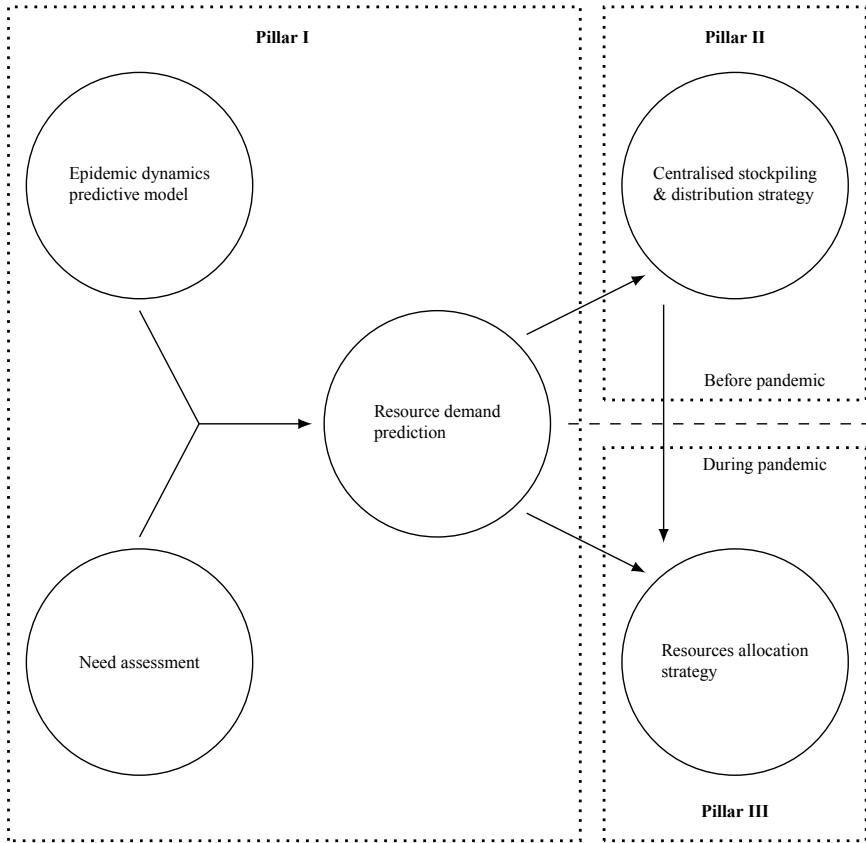 Pillar I
Epidemic dynamics
predictive model
Need assessment
Resource demand
prediction
Pillar II
Centralised stockpiling
& distribution strategy
Before pandemic
During pandemic
Resources allocation
strategy
Pillar III